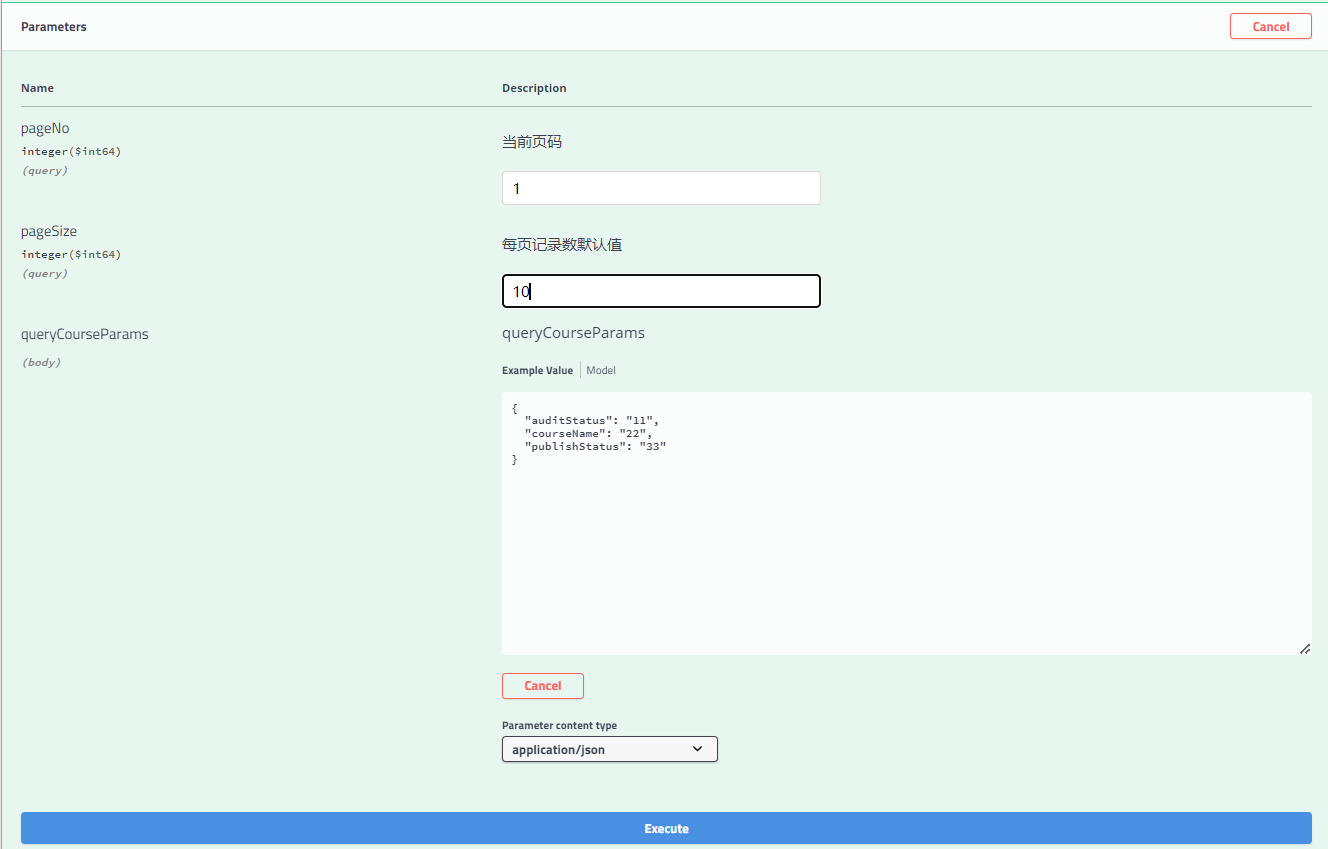 Parameters
Cancel
Name
Description
pageNo
integer($int64)
(query)
当前页码
1
pageSize
integer($int64)
(query)
每页记录数默认值
10
queryCourseParams
(body)
queryCourseParams
Example Value
Model
{
"auditStatus": "11",
"courseName": "22",
"publishStatus": "33"
}
Cancel
Parameter content type
application/json
Execute